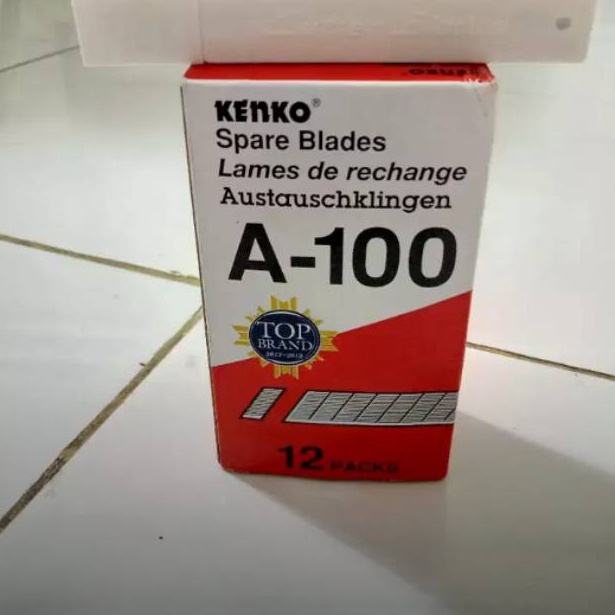 KENKO®
Spare Blades
Lames de rechange
Austauschklingen
A-100
TOP
BRAND
12 PACKS